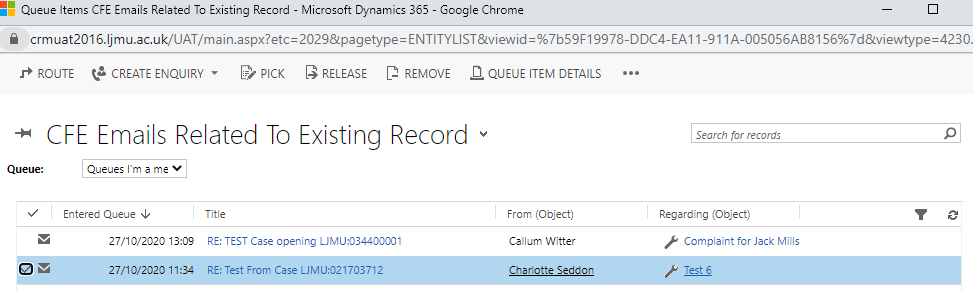 Queue Items CFE Emails Related To Existing Record - Microsoft Dynamics 365 - Google Chrome
crmuat2016.ljmu.ac.uk/UAT/main.aspx?etc=2029&pagetype=ENTITYLIST&viewid=%7b59F19978-DDC4-EA11-911A-005056AB8156%7d&viewtype=4230.
ROUTE CREATE ENQUIRY PICK RELEASE REMOVE QUEUE ITEM DETAILS
CFE Emails Related To Existing Record
Search for records
Queue: Queues I'm a me
Entered Queue Title From (Object) Regarding (Object)
27/10/2020 13:09 RE: TEST Case opening LJMU:034400001 Callum Witter Complaint for Jack Mills
27/10/2020 11:34 RE: Test From Case LJMU:021703712 Charlotte Seddon Test 6